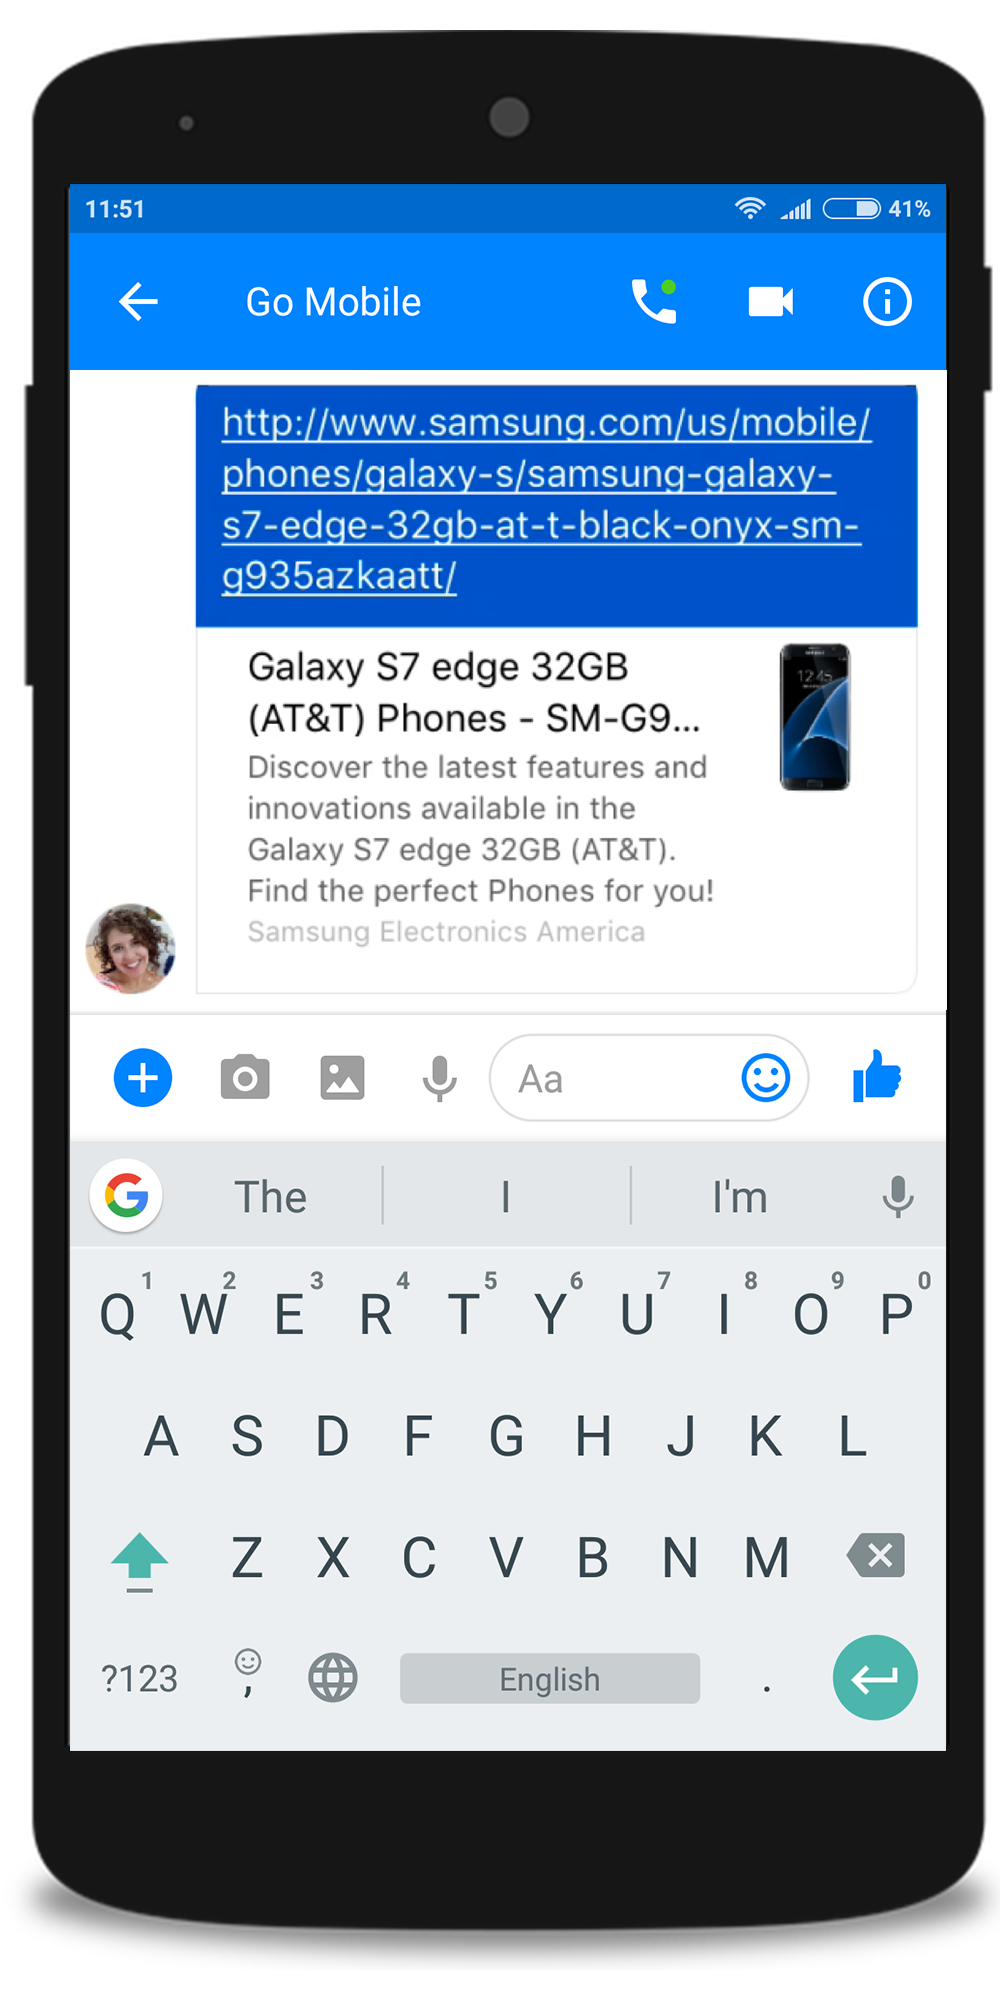 11:51 41%
Go Mobile
http://www.samsung.com/us/mobile/
phones/galaxy-s/samsung-galaxy-
s7-edge-32gb-at-t-black-onyx-sm-
g935azkaatt/
Galaxy S7 edge 32GB
(AT&T) Phones - SM-G9...
12:45
Discover the latest features and
innovations available in the
Galaxy S7 edge 32GB (AT&T).
Find the perfect Phones for you!
Samsung Electronics America
Aa
G The I I'm
1 2 3 4 5 6 7 8 9 0
Q W E R T Y U I O P
A S D F G H J K L
Z X C V B N M
?123 , English .